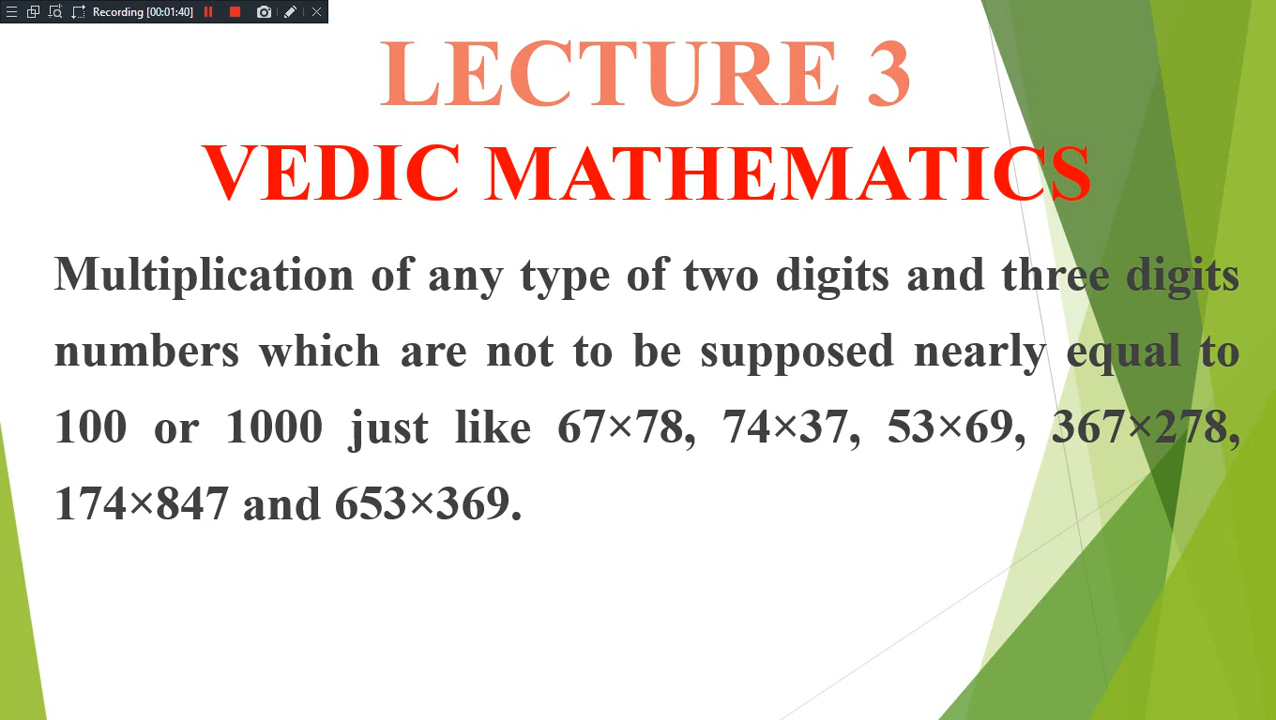 Recording [00:01:40]
LECTURE 3
VEDIC MATHEMATICS
Multiplication of any type of two digits and three digits
numbers which are not to be supposed nearly equal to
100 or 1000 just like 67×78, 74×37, 53×69, 367×278,
174×847 and 653×369.